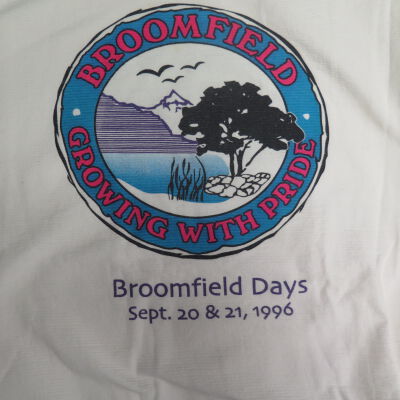 BROOMFIELD
GROWING WITH PRIDE
Broomfield Days
Sept. 20 & 21, 1996